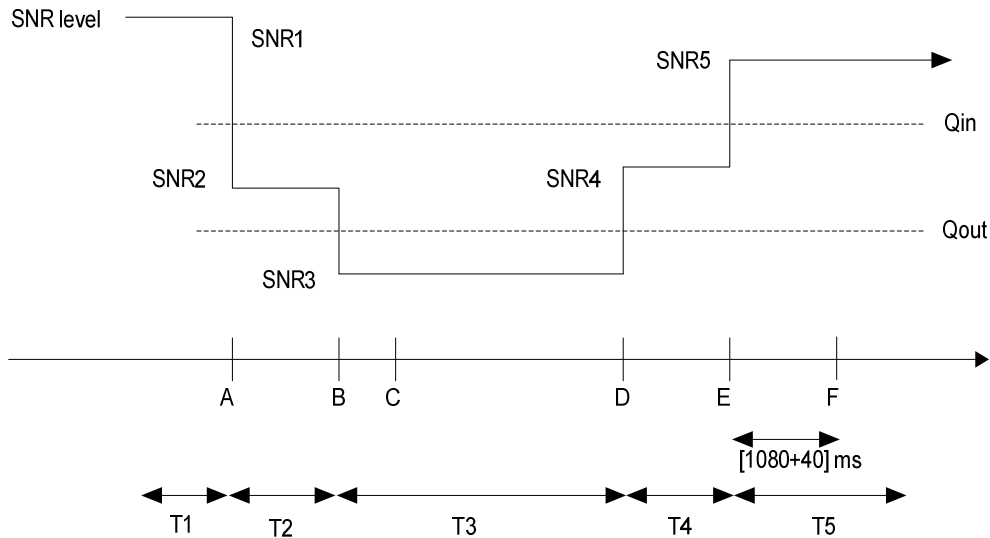 SNR level
SNR1
SNR5
Qin
SNR2
SNR4
Qout
SNR3
A
B
C
D
E
F
[1080+40] ms
T1
T2
T3
T4
T5